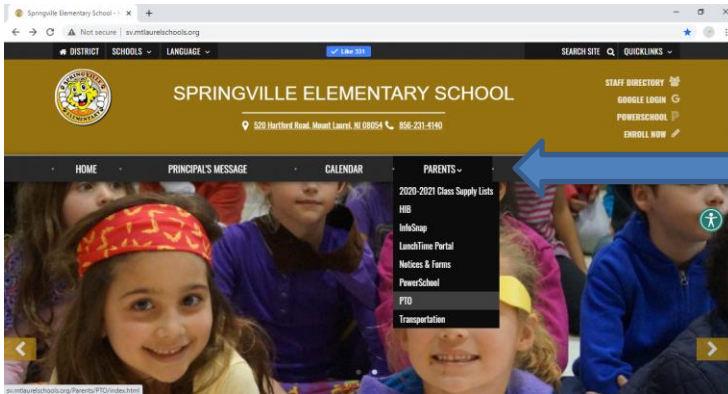 Springville Elementary School -
Not secure | sv.mtlaurelschools.org
DISTRICT SCHOOLS LANGUAGE Like 331 SEARCH SITE QUICKLINKS
SPRINGVILLE ELEMENTARY SCHOOL
520 Hartford Road, Mount Laurel, NJ 08054 856-231-4140
STAFF DIRECTORY
GOOGLE LOGIN G
POWERSCHOOL P
ENROLL NOW
SPRINGVILLE
ELEMENTARY
HOME PRINCIPAL'S MESSAGE CALENDAR PARENTS
2020-2021 Class Supply Lists
HIB
InfoSnap
LunchTime Portal
Notices & Forms
PowerSchool
PTO
Transportation
sv.mtlaurelschools.org/Parents/PTO/index.html